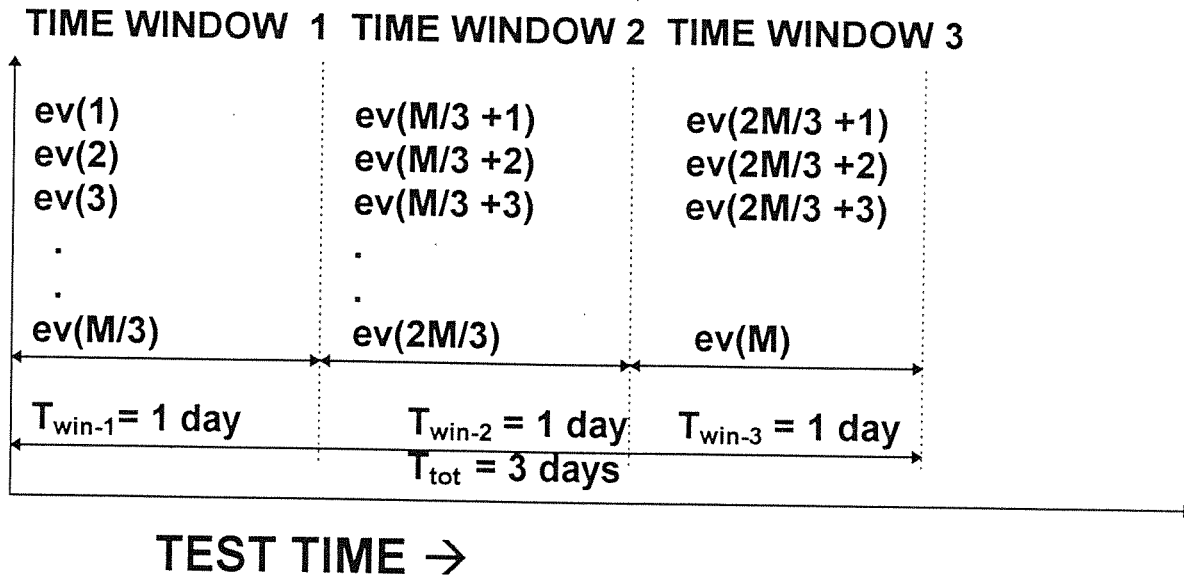 TIME WINDOW 1 TIME WINDOW 2 TIME WINDOW 3
ev(1) ev(M/3 +1) ev(2M/3 +1)
ev(2) ev(M/3 +2) ev(2M/3 +2)
ev(3) ev(M/3 +3) ev(2M/3 +3)
. .
. .
ev(M/3) ev(2M/3) ev(M)
Twin-1= 1 day Twin-2 = 1 day Twin-3 = 1 day
Ttot = 3 days
TEST TIME →